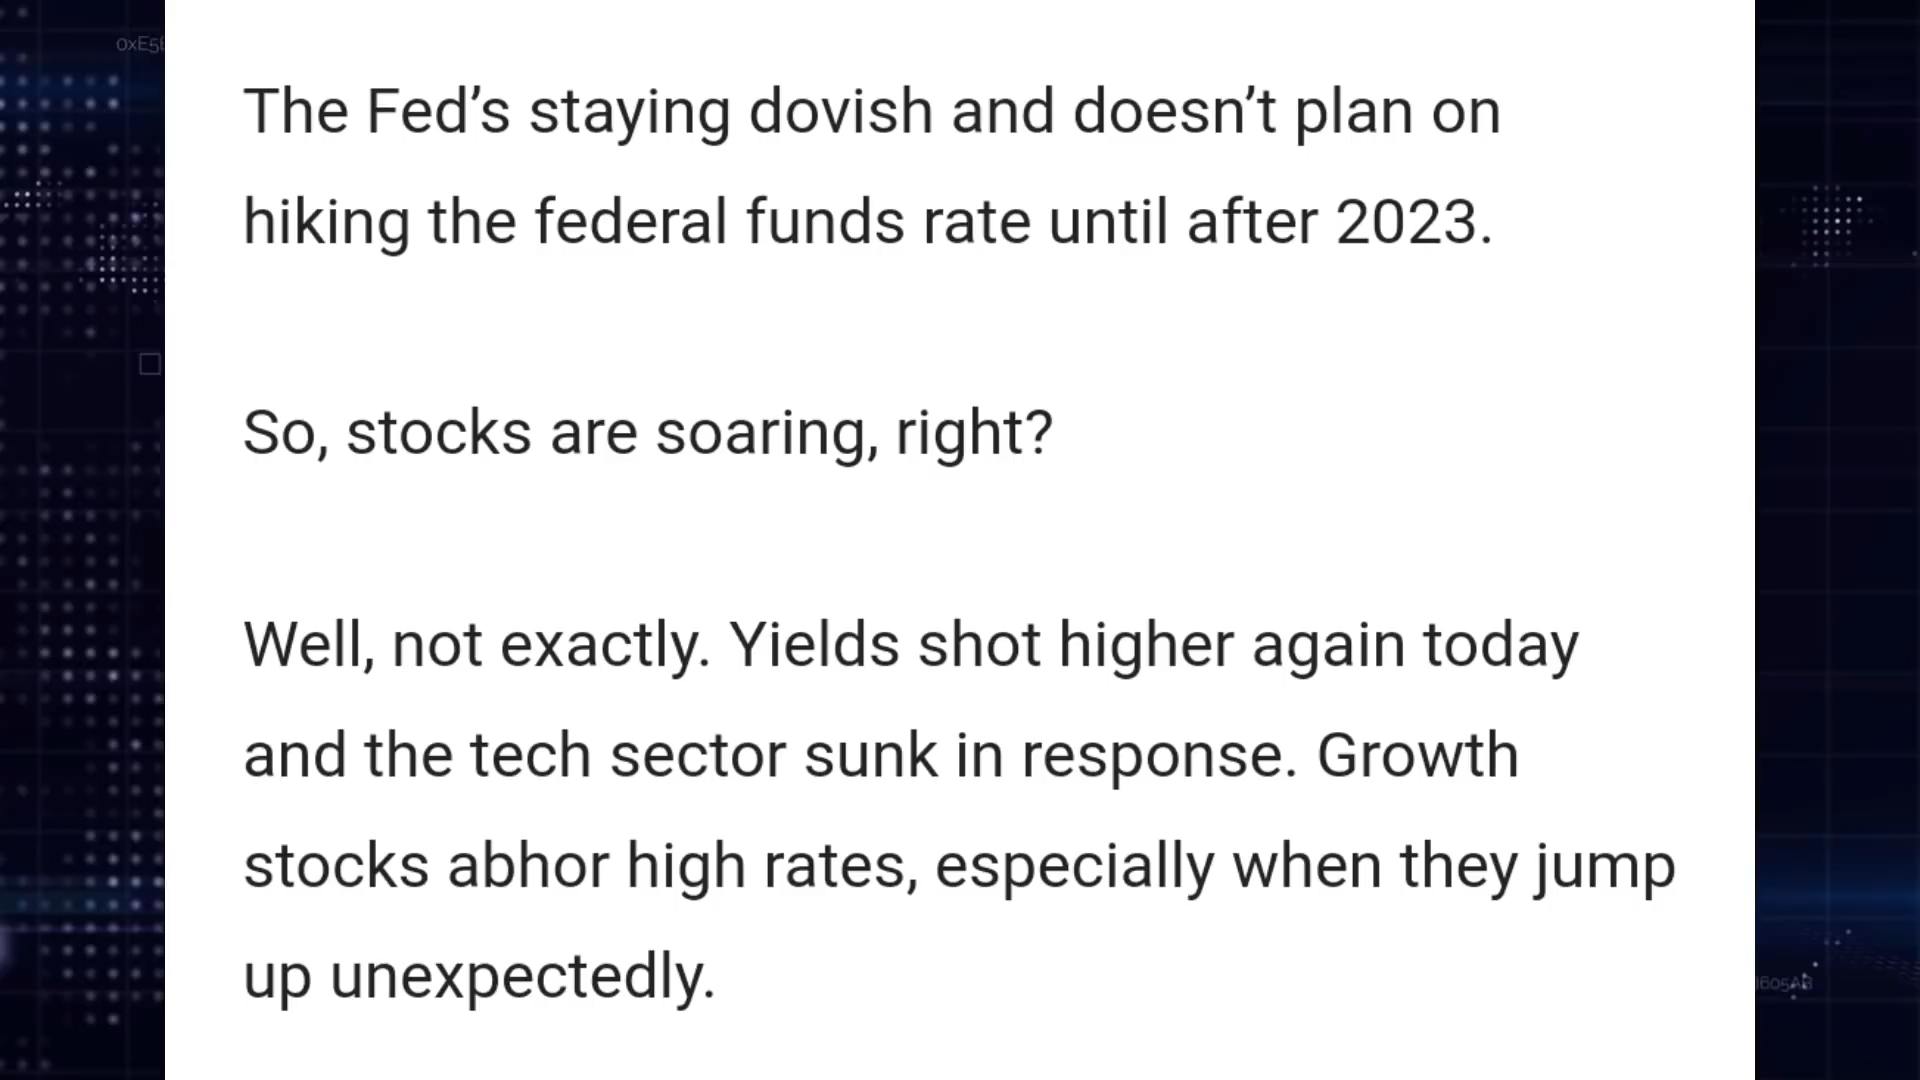 The Fed’s staying dovish and doesn’t plan on
hiking the federal funds rate until after 2023.
So, stocks are soaring, right?
Well, not exactly. Yields shot higher again today
and the tech sector sunk in response. Growth
stocks abhor high rates, especially when they jump
up unexpectedly.